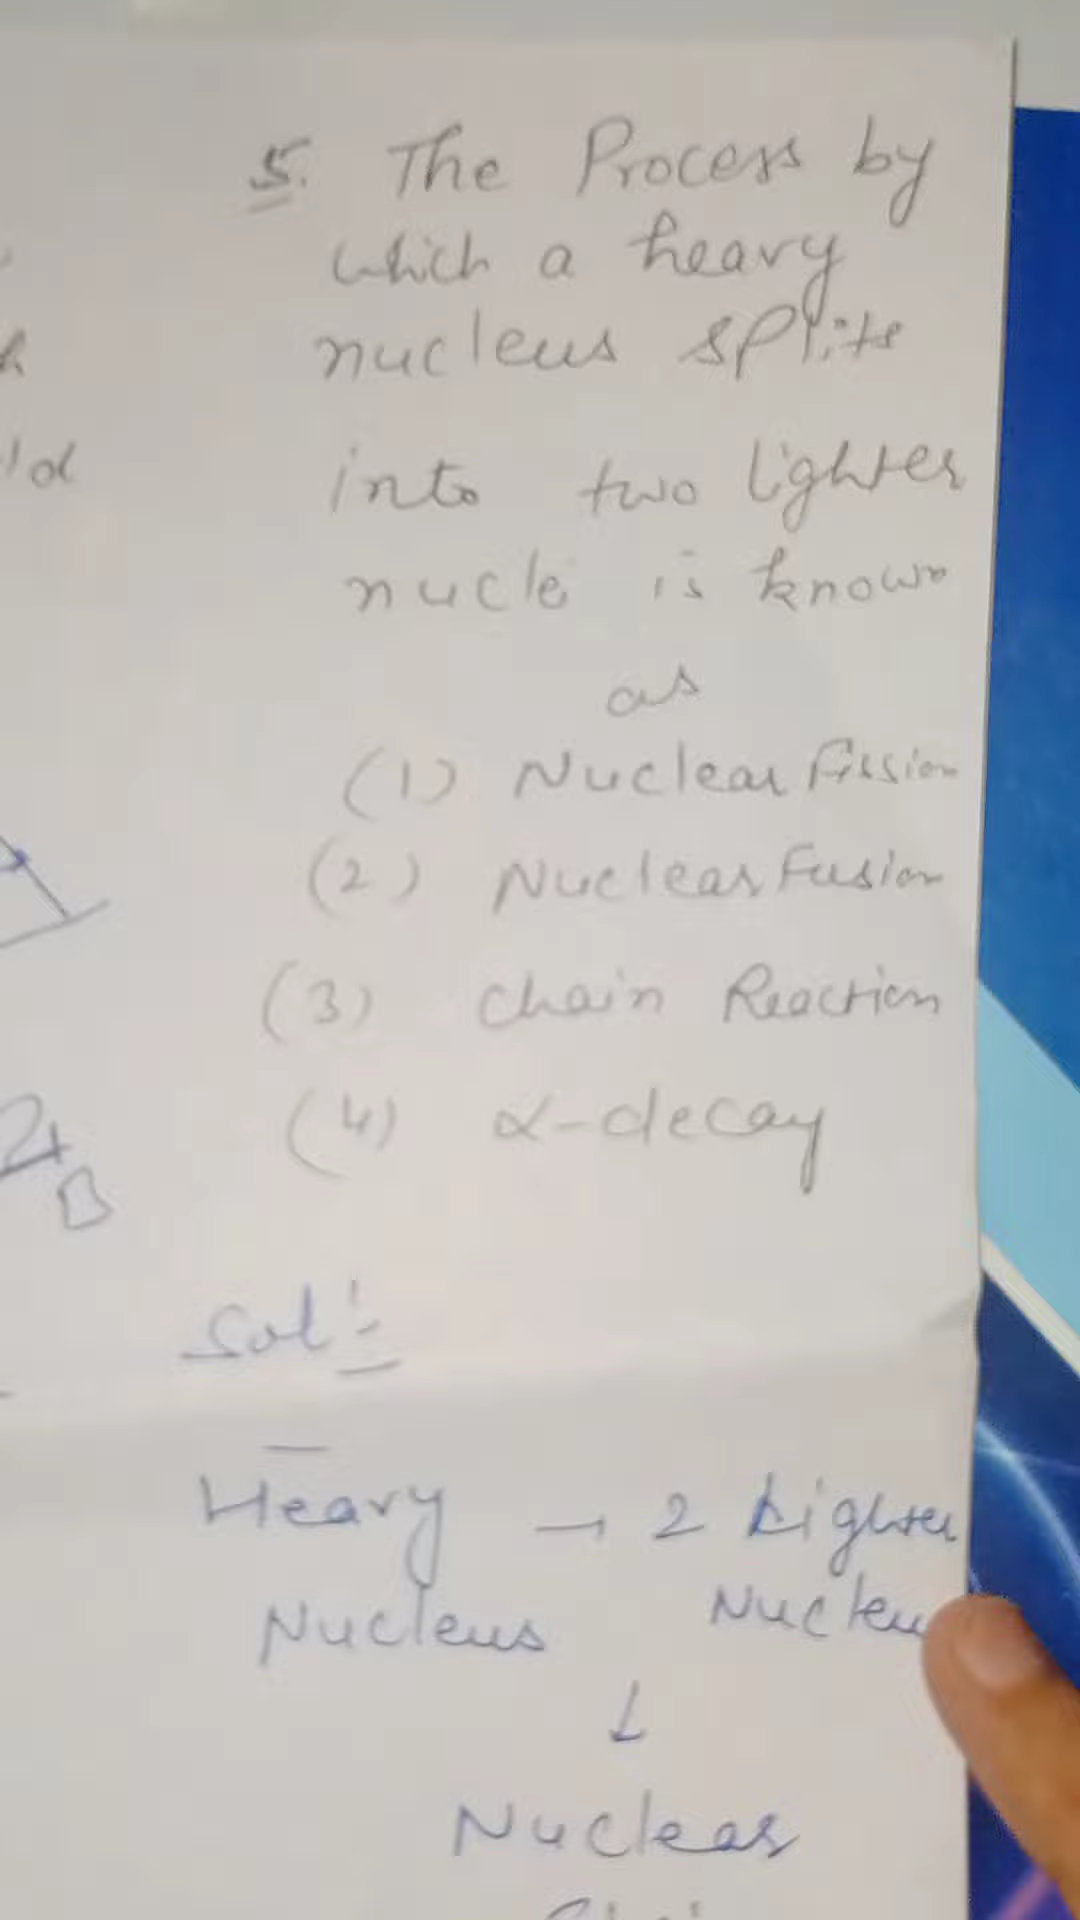 5. The Process by
which a heavy
nucleus splits
into two lighter
nuclei is known
as
(1) Nuclear Fission
(2) Nuclear Fusion
(3) Chain Reaction
(4) α-decay
Sol:-
Heavy → 2 Lighter
Nucleus Nucleu
↓
Nuclear